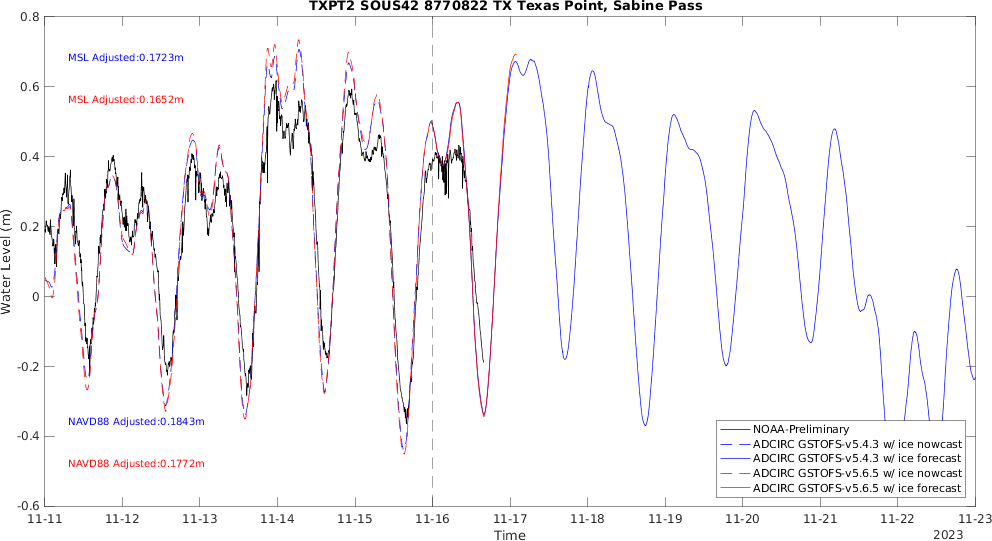 TXPT2 SOUS42 8770822 TX Texas Point, Sabine Pass
0.8
0.6
0.4
0.2
0
-0.2
-0.4
-0.6
Water Level (m)
MSL Adjusted:0.1723m
MSL Adjusted:0.1652m
NAVD88 Adjusted:0.1843m
NAVD88 Adjusted:0.1772m
NOAA-Preliminary
ADCIRC GSTOFS-v5.4.3 w/ ice nowcast
ADCIRC GSTOFS-v5.4.3 w/ ice forecast
ADCIRC GSTOFS-v5.6.5 w/ ice nowcast
ADCIRC GSTOFS-v5.6.5 w/ ice forecast
11-11 11-12 11-13 11-14 11-15 11-16 11-17 11-18 11-19 11-20 11-21 11-22 11-23
Time
2023